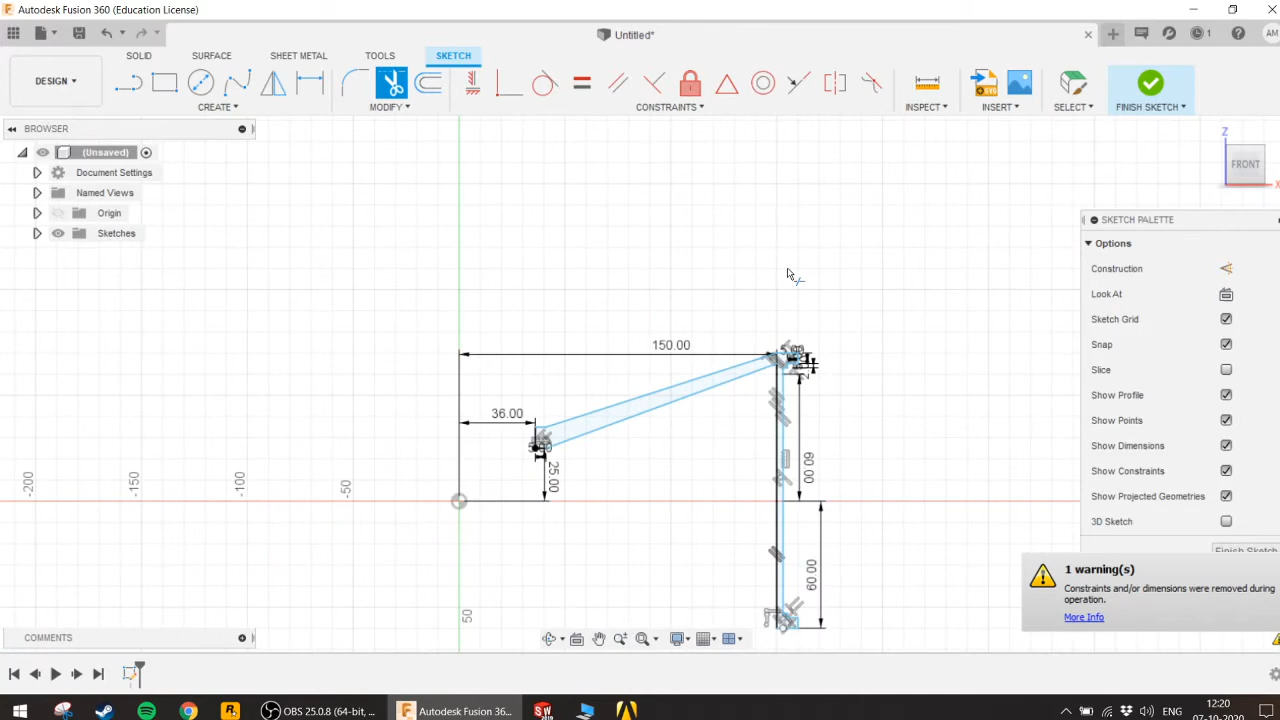 Autodesk Fusion 360 (Education License)
Untitled*
1
AM
SOLID SURFACE SHEET METAL TOOLS SKETCH
DESIGN
CREATE MODIFY CONSTRAINTS INSPECT INSERT SELECT FINISH SKETCH
BROWSER
(Unsaved)
Document Settings
Named Views
Origin
Sketches
Z
FRONT
X
SKETCH PALETTE
Options
Construction
Look At
Sketch Grid
Snap
Slice
Show Profile
Show Points
Show Dimensions
Show Constraints
Show Projected Geometries
3D Sketch
Finish Sketch
150.00
36.00
25.00
60.00
60.00
-200
-150
-100
-50
50
1 warning(s)
Constraints and/or dimensions were removed during
operation.
More Info
COMMENTS
OBS 25.0.8 (64-bit, ...
Autodesk Fusion 36...
ENG
12:20
07-10-2020